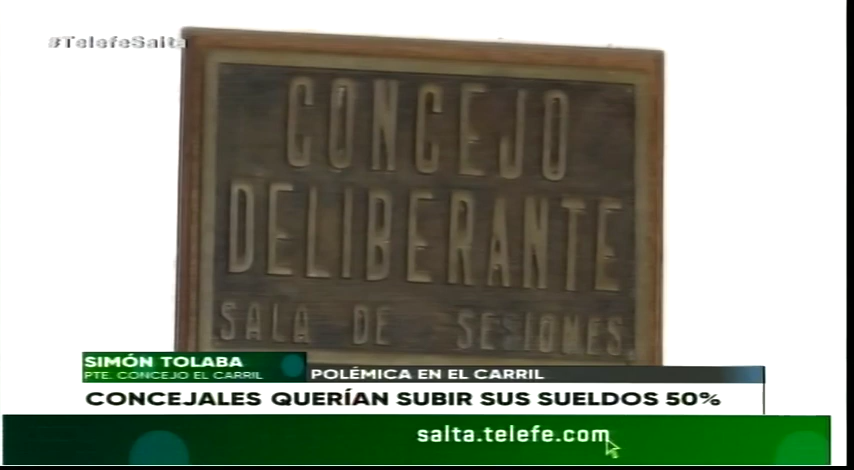 #TelefeSalta
CONCEJO
DELIBERANTE
SALA DE SESIONES
SIMÓN TOLABA
PTE. CONCEJO EL CARRIL
POLÉMICA EN EL CARRIL
CONCEJALES QUERÍAN SUBIR SUS SUELDOS 50%
salta.telefe.com